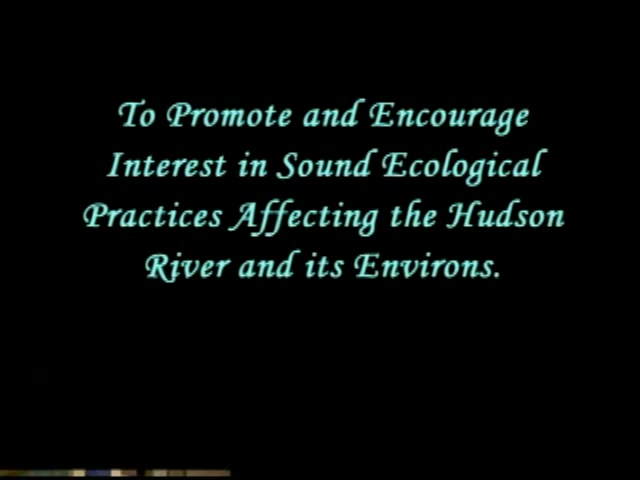 To Promote and Encourage
Interest in Sound Ecological
Practices Affecting the Hudson
River and its Environs.